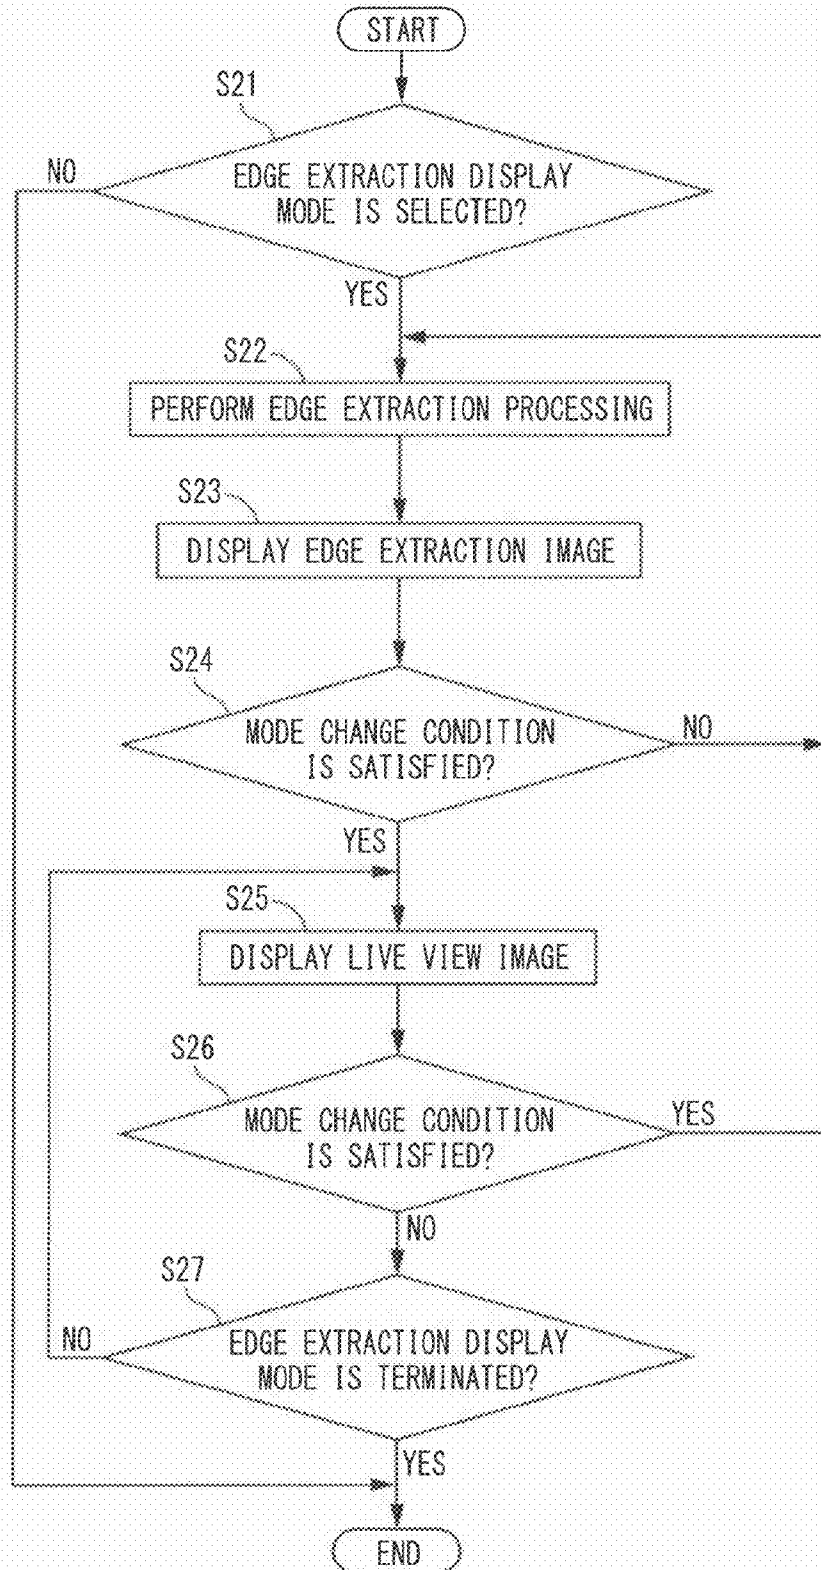 START
S21
NO
EDGE EXTRACTION DISPLAY
MODE IS SELECTED?
YES
S22
PERFORM EDGE EXTRACTION PROCESSING
S23
DISPLAY EDGE EXTRACTION IMAGE
S24
MODE CHANGE CONDITION
IS SATISFIED?
NO
YES
S25
DISPLAY LIVE VIEW IMAGE
S26
MODE CHANGE CONDITION
IS SATISFIED?
YES
NO
S27
NO
EDGE EXTRACTION DISPLAY
MODE IS TERMINATED?
YES
END